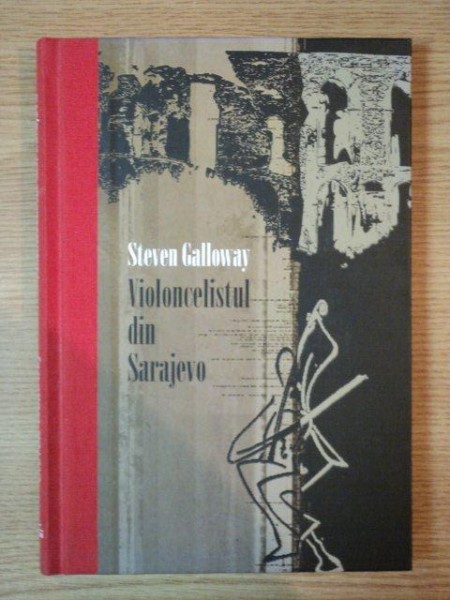 Steven Galloway
Violoncelistul
din
Sarajevo